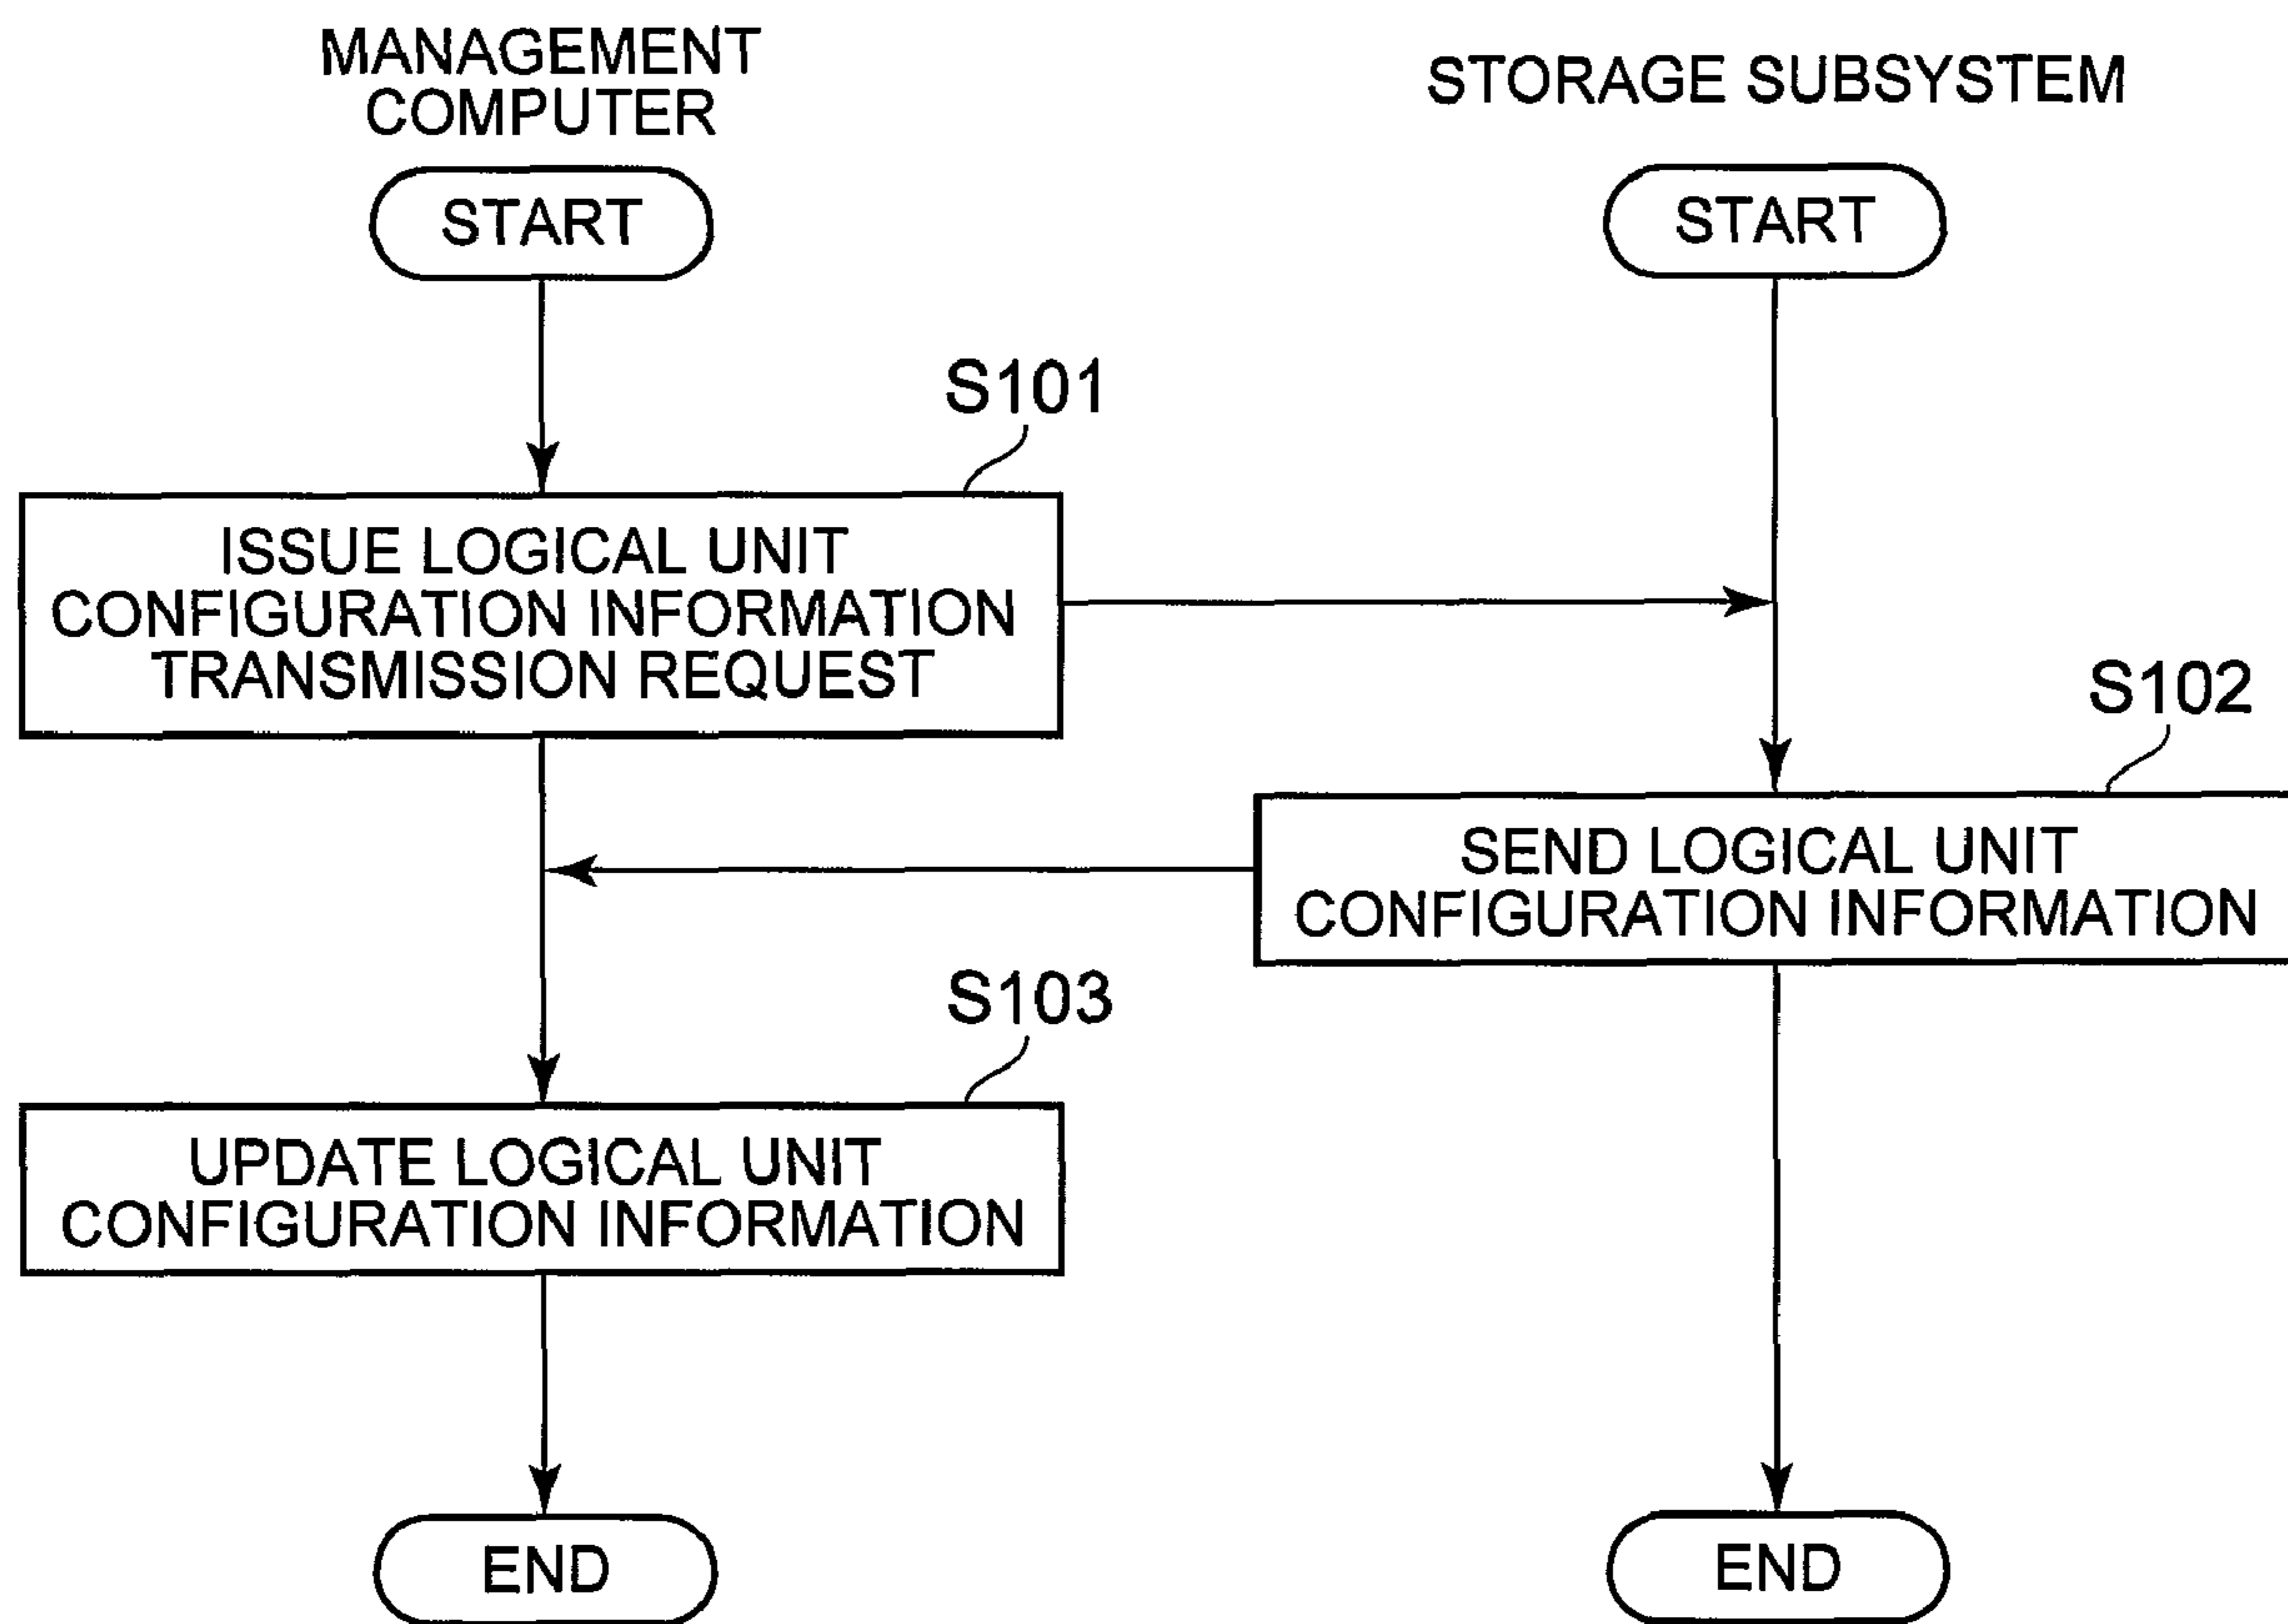 MANAGEMENT
COMPUTER
STORAGE SUBSYSTEM
START
START
S101
ISSUE LOGICAL UNIT
CONFIGURATION INFORMATION
TRANSMISSION REQUEST
S102
SEND LOGICAL UNIT
CONFIGURATION INFORMATION
S103
UPDATE LOGICAL UNIT
CONFIGURATION INFORMATION
END
END